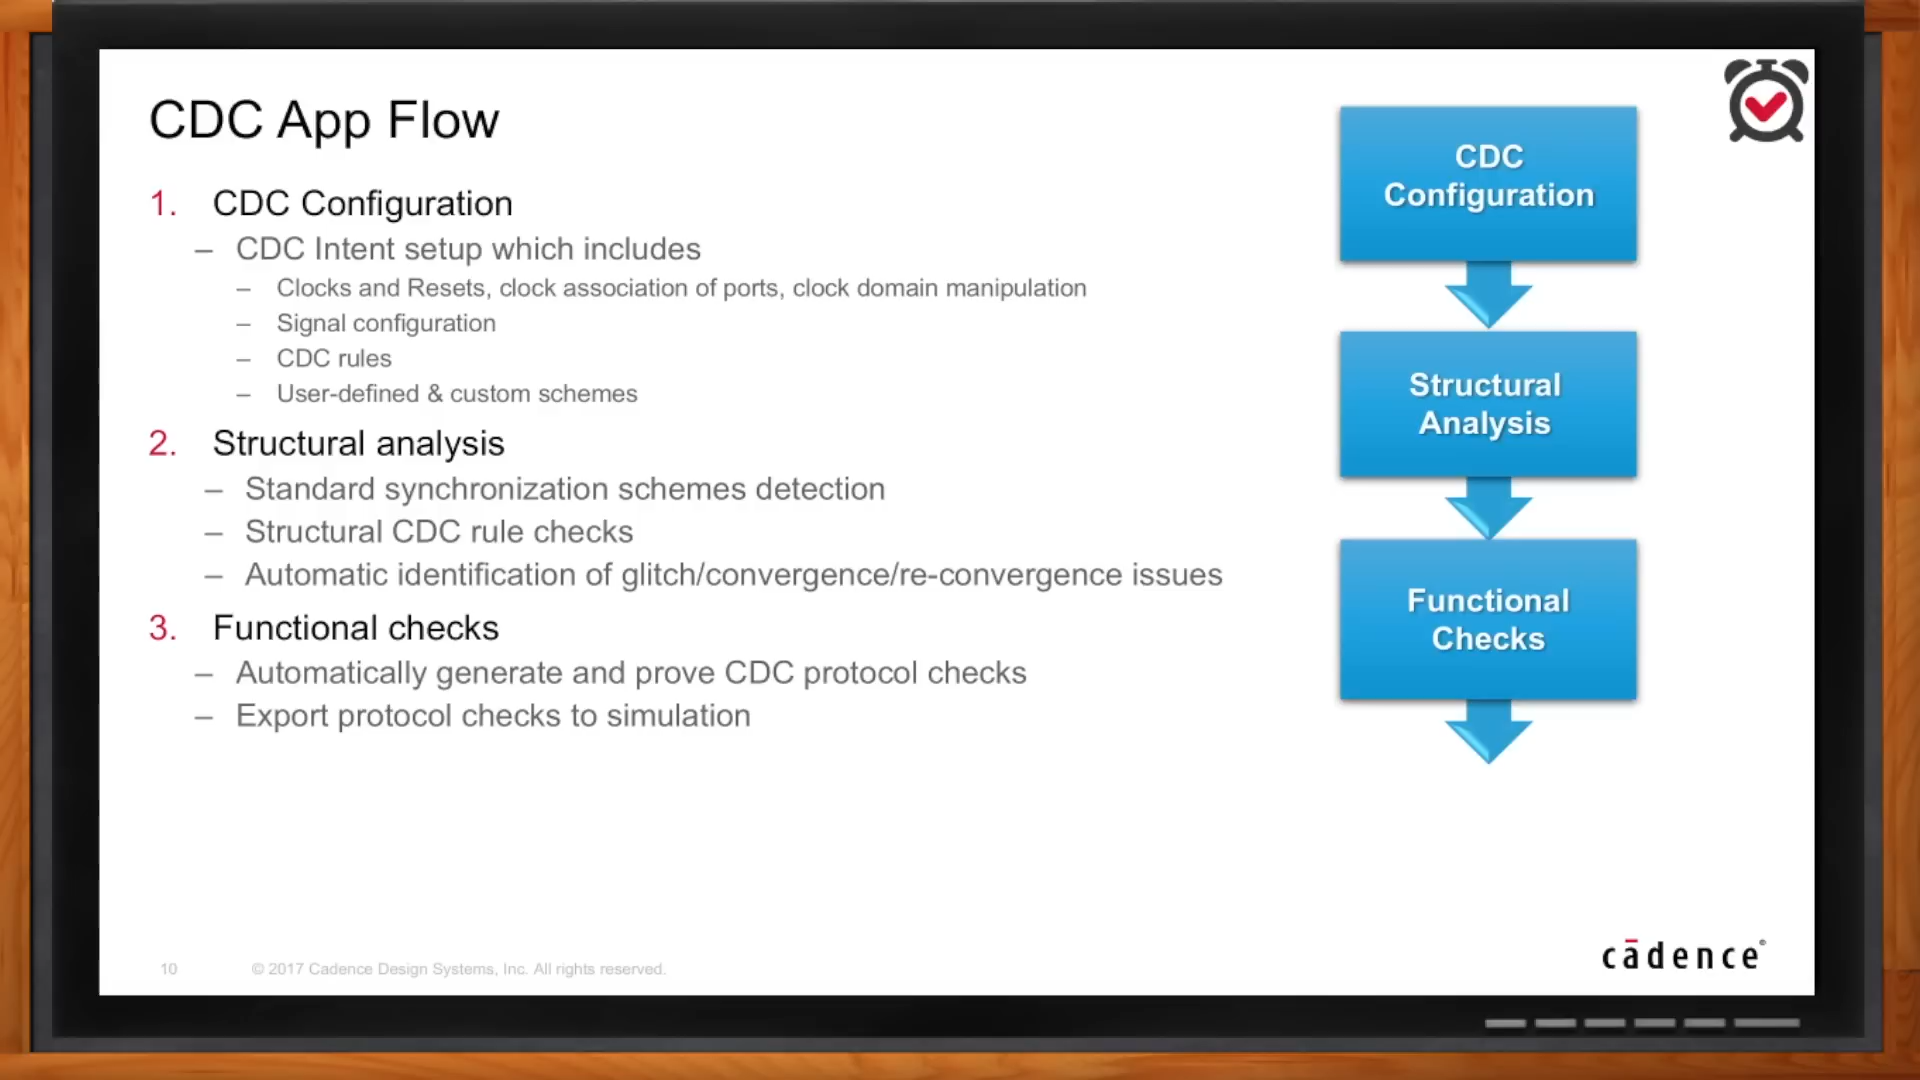 CDC App Flow
1. CDC Configuration
– CDC Intent setup which includes
– Clocks and Resets, clock association of ports, clock domain manipulation
– Signal configuration
– CDC rules
– User-defined & custom schemes
2. Structural analysis
– Standard synchronization schemes detection
– Structural CDC rule checks
– Automatic identification of glitch/convergence/re-convergence issues
3. Functional checks
– Automatically generate and prove CDC protocol checks
– Export protocol checks to simulation
CDC
Configuration
Structural
Analysis
Functional
Checks
10 © 2017 Cadence Design Systems, Inc. All rights reserved.
cādence®